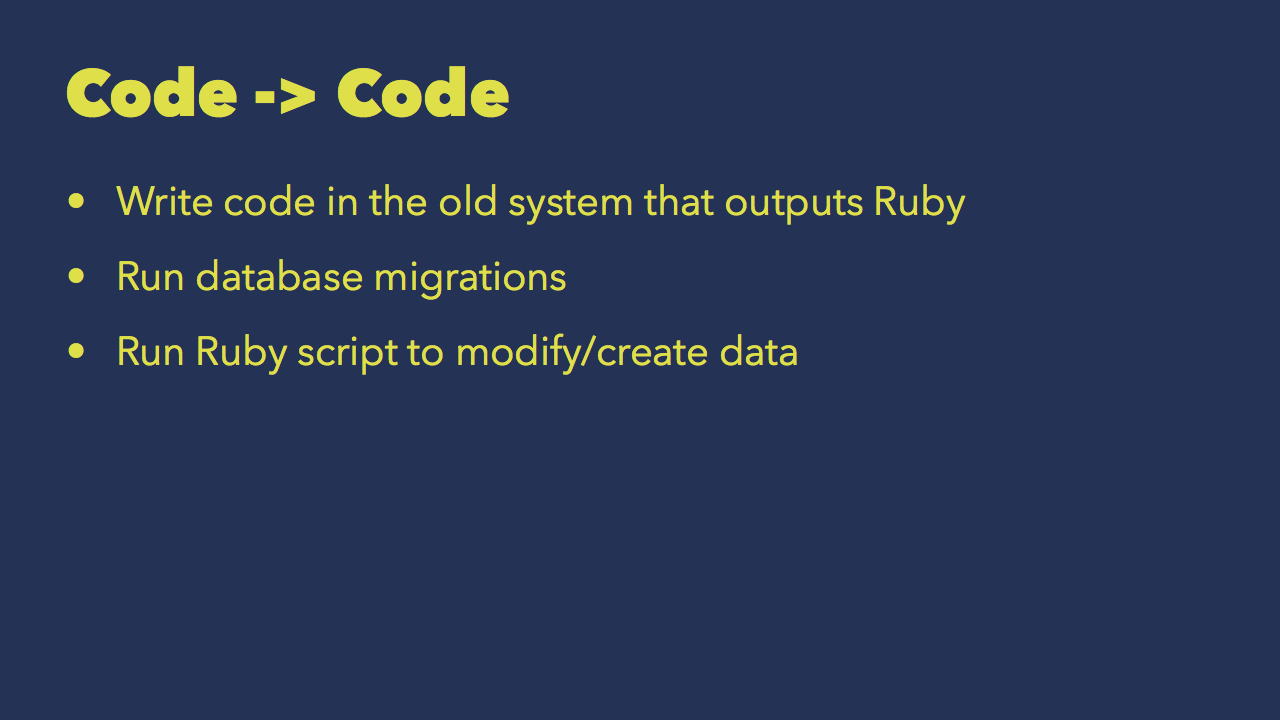 Code -> Code
• Write code in the old system that outputs Ruby
• Run database migrations
• Run Ruby script to modify/create data